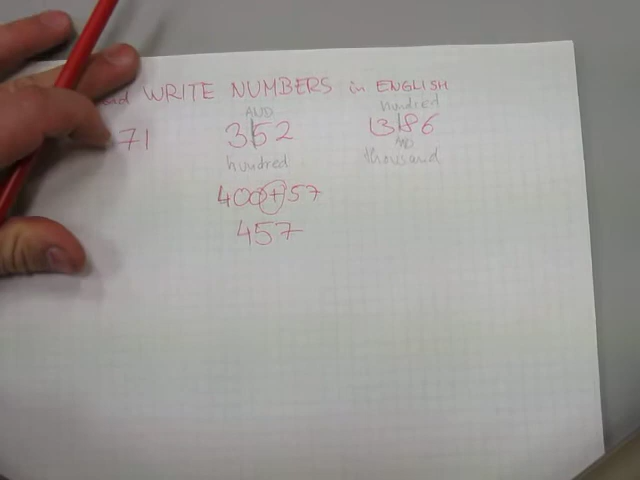 WRITE NUMBERS in ENGLISH
AND
hundred
71
352
1386
hundred
AND
thousand
400+57
457